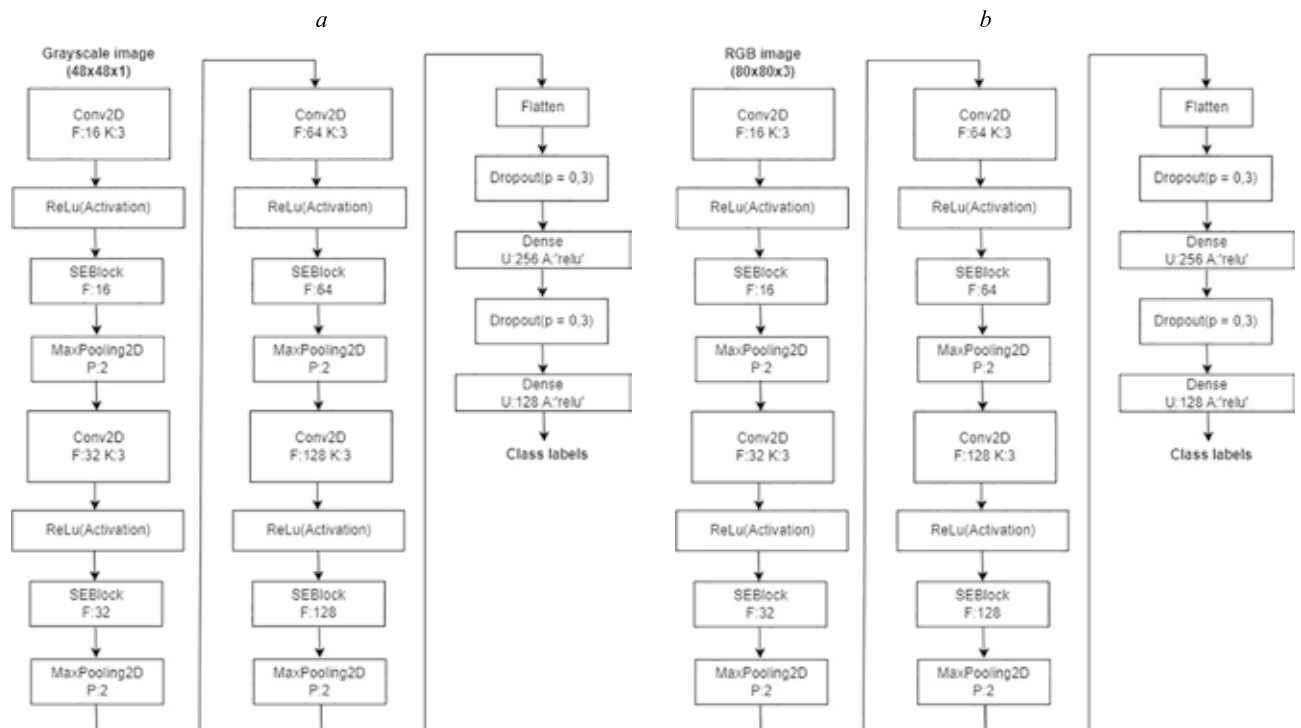 a
Grayscale image
(48x48x1)
Conv2D
F:16 K:3
ReLu(Activation)
SEBlock
F:16
MaxPooling2D
P:2
Conv2D
F:32 K:3
ReLu(Activation)
SEBlock
F:32
MaxPooling2D
P:2
Conv2D
F:64 K:3
ReLu(Activation)
SEBlock
F:64
MaxPooling2D
P:2
Conv2D
F:128 K:3
ReLu(Activation)
SEBlock
F:128
MaxPooling2D
P:2
Flatten
Dropout(p = 0,3)
Dense
U:256 A:'relu'
Dropout(p = 0,3)
Dense
U:128 A:'relu'
Class labels
b
RGB image
(80x80x3)
Conv2D
F:16 K:3
ReLu(Activation)
SEBlock
F:16
MaxPooling2D
P:2
Conv2D
F:32 K:3
ReLu(Activation)
SEBlock
F:32
MaxPooling2D
P:2
Conv2D
F:64 K:3
ReLu(Activation)
SEBlock
F:64
MaxPooling2D
P:2
Conv2D
F:128 K:3
ReLu(Activation)
SEBlock
F:128
MaxPooling2D
P:2
Flatten
Dropout(p = 0,3)
Dense
U:256 A:'relu'
Dropout(p = 0,3)
Dense
U:128 A:'relu'
Class labels